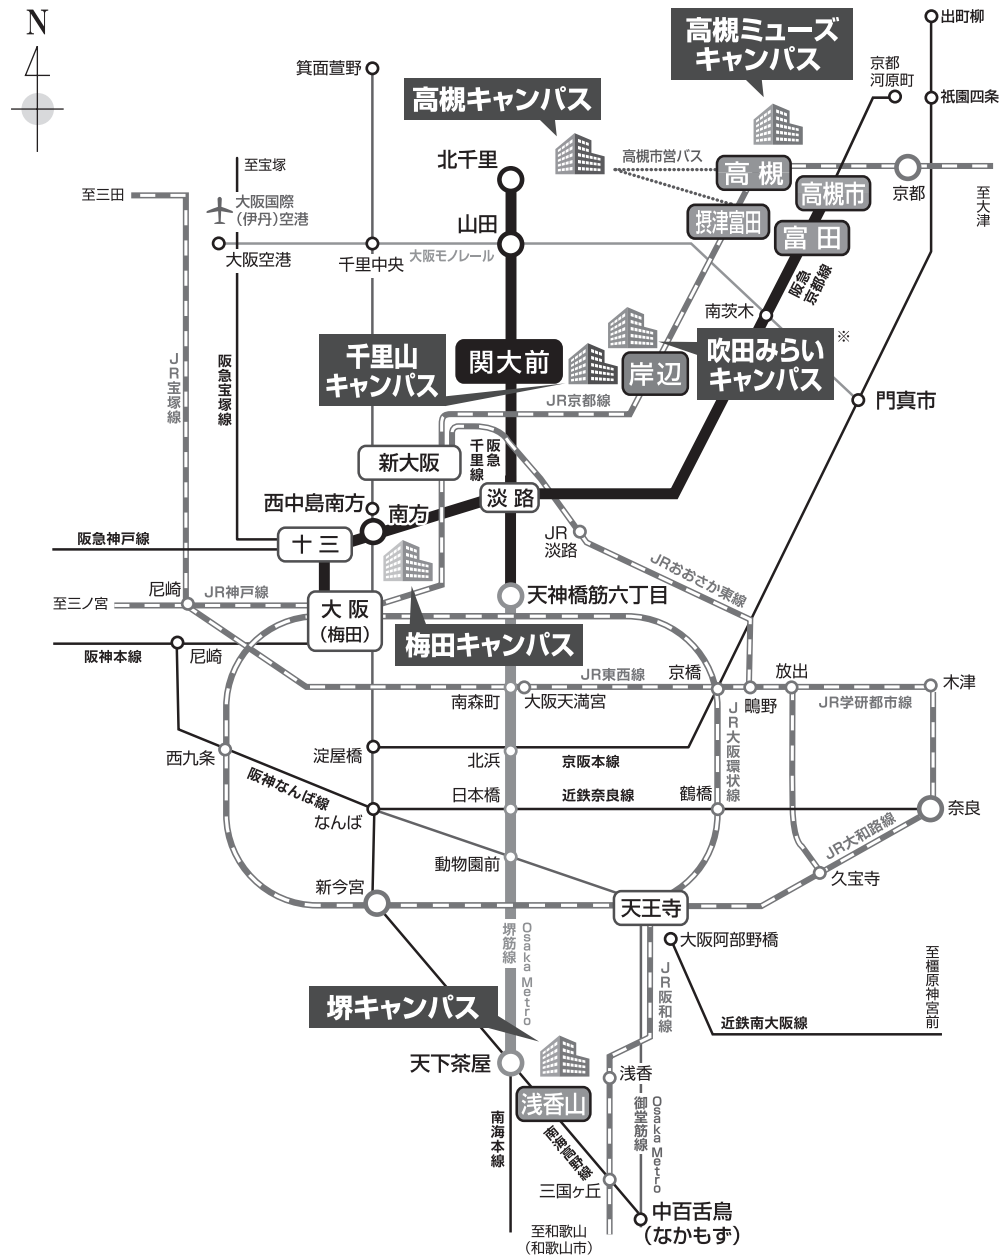 N
出町柳
高槻ミューズ
キャンパス
京都
河原町
祇園四条
箕面萱野
高槻キャンパス
北千里
高槻市営バス
高槻
京都
至大津
至宝塚
至三田
大阪国際
(伊丹)空港
高槻市
摂津富田
富田
山田
大阪空港
千里中央
大阪モノレール
阪急
京都線
南茨木
※
千里山
キャンパス
関大前
岸辺
吹田みらい
キャンパス
JR宝塚線
阪急宝塚線
JR京都線
門真市
新大阪
阪急
千里線
西中島南方
南方
淡路
阪急神戸線
十三
JR
淡路
JRおおさか東線
尼崎
JR神戸線
至三ノ宮
大阪
(梅田)
天神橋筋六丁目
梅田キャンパス
阪神本線
尼崎
JR東西線
京橋
放出
木津
南森町
大阪天満宮
鴫野
JR学研都市線
JR大阪環状線
西九条
淀屋橋
北浜
京阪本線
阪神なんば線
日本橋
近鉄奈良線
鶴橋
奈良
なんば
JR大和路線
動物園前
新今宮
久宝寺
天王寺
堺筋線
Osaka Metro
大阪阿部野橋
JR阪和線
至橿原神宮前
堺キャンパス
近鉄南大阪線
天下茶屋
浅香
浅香山
御堂筋線
Osaka Metro
南海本線
南海高野線
三国ヶ丘
中百舌鳥
(なかもず)
至和歌山
(和歌山市)